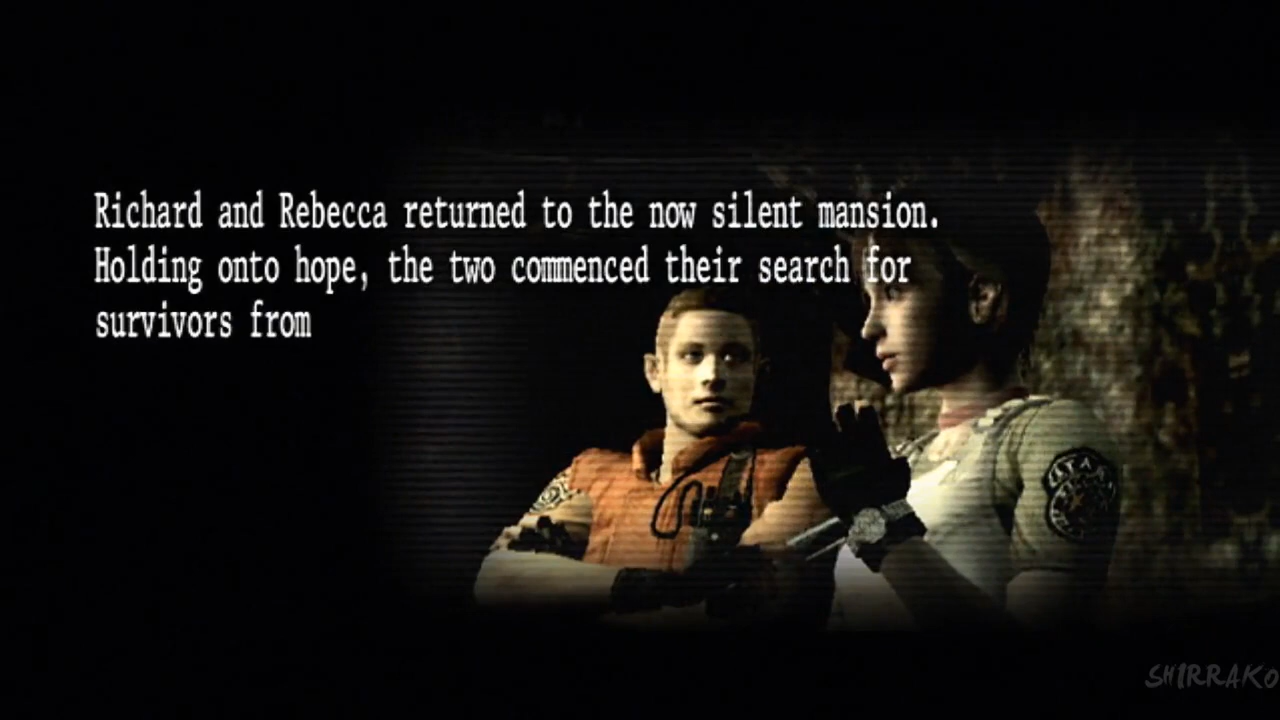 Richard and Rebecca returned to the now silent mansion.
Holding onto hope, the two commenced their search for
survivors from
S.T.A.R.S.
SHIRRAKO